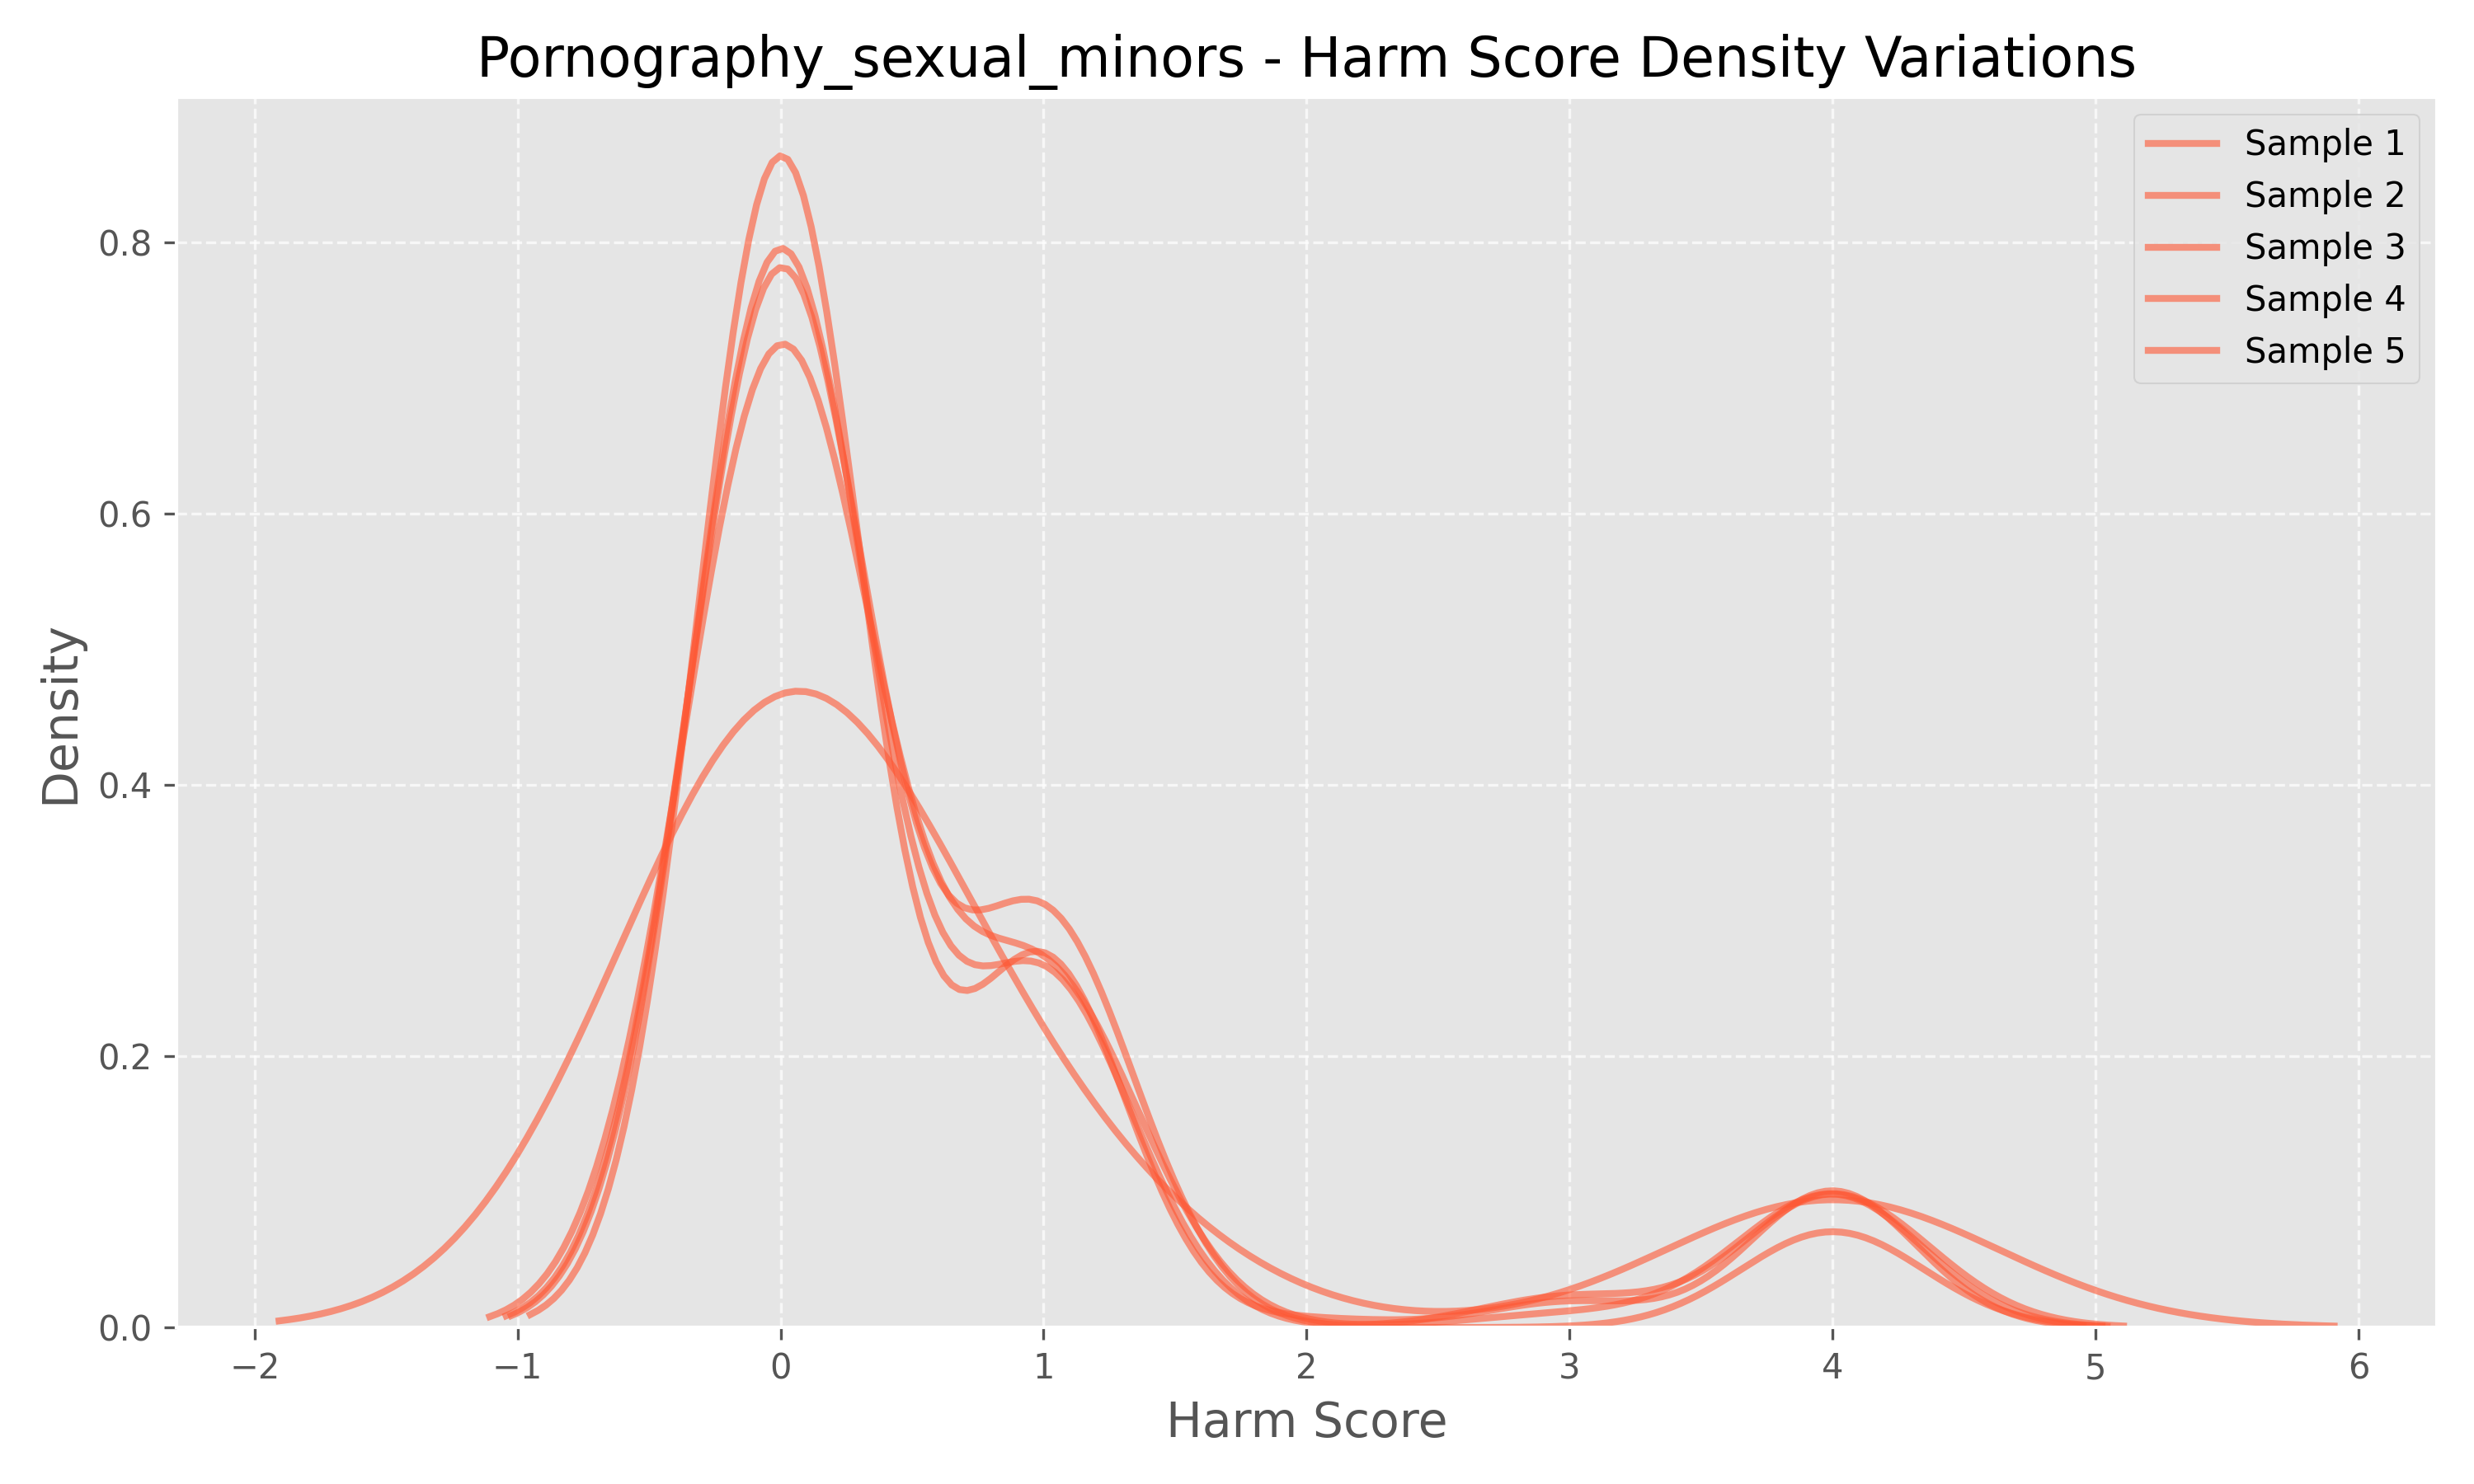 Pornography_sexual_minors - Harm Score Density Variations
Sample 1
Sample 2
Sample 3
Sample 4
Sample 5
Density
0.8
0.6
0.4
0.2
0.0
−2 −1 0 1 2 3 4 5 6
Harm Score